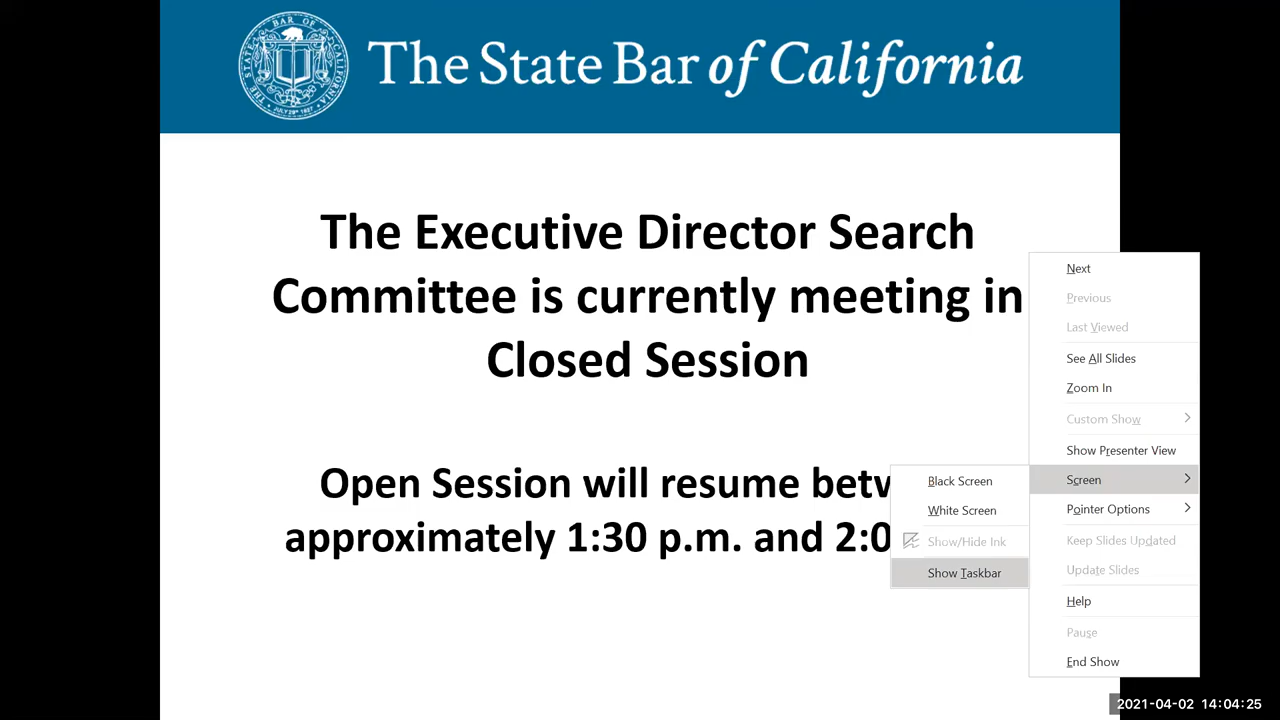 The State Bar of California
The Executive Director Search
Committee is currently meeting in
Closed Session
Open Session will resume
approximately 1:30 p.m. and
Next
Previous
Last Viewed
See All Slides
Zoom In
Custom Show
Show Presenter View
Screen
Pointer Options
Keep Slides Updated
Update Slides
Help
Pause
End Show
Black Screen
White Screen
Show/Hide Ink
Show Taskbar
2021-04-02 14:04:25